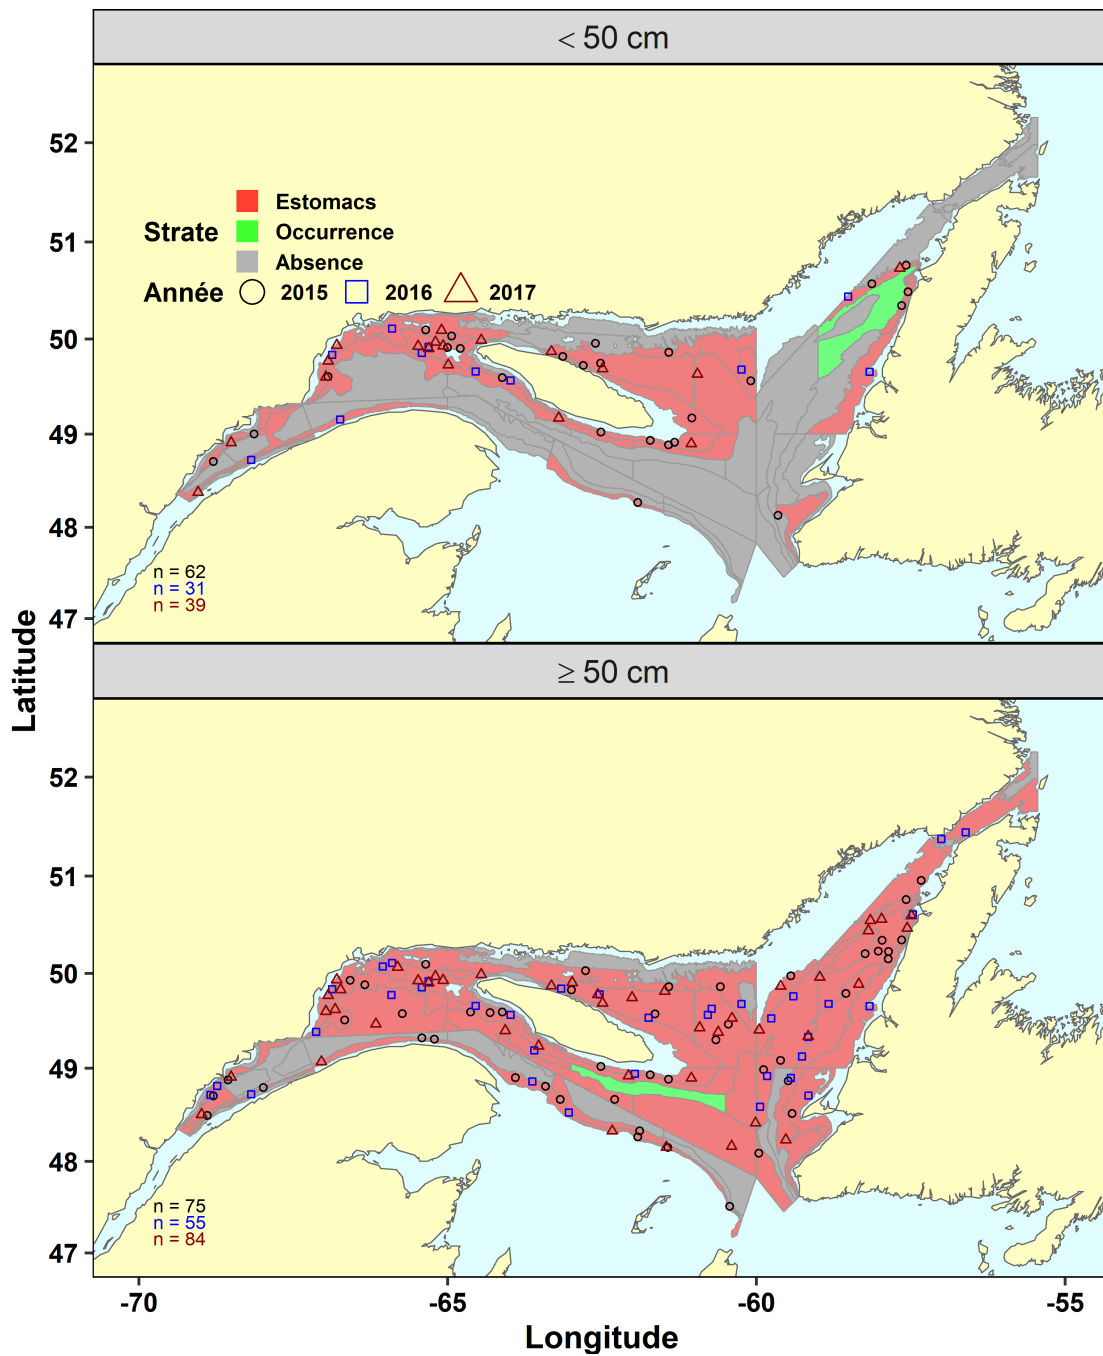 < 50 cm
52
51
50
49
48
47
Strate
Estomacs
Occurrence
Absence
Année
2015
2016
2017
n = 62
n = 31
n = 39
Latitude
≥ 50 cm
52
51
50
49
48
47
n = 75
n = 55
n = 84
-70
-65
-60
-55
Longitude